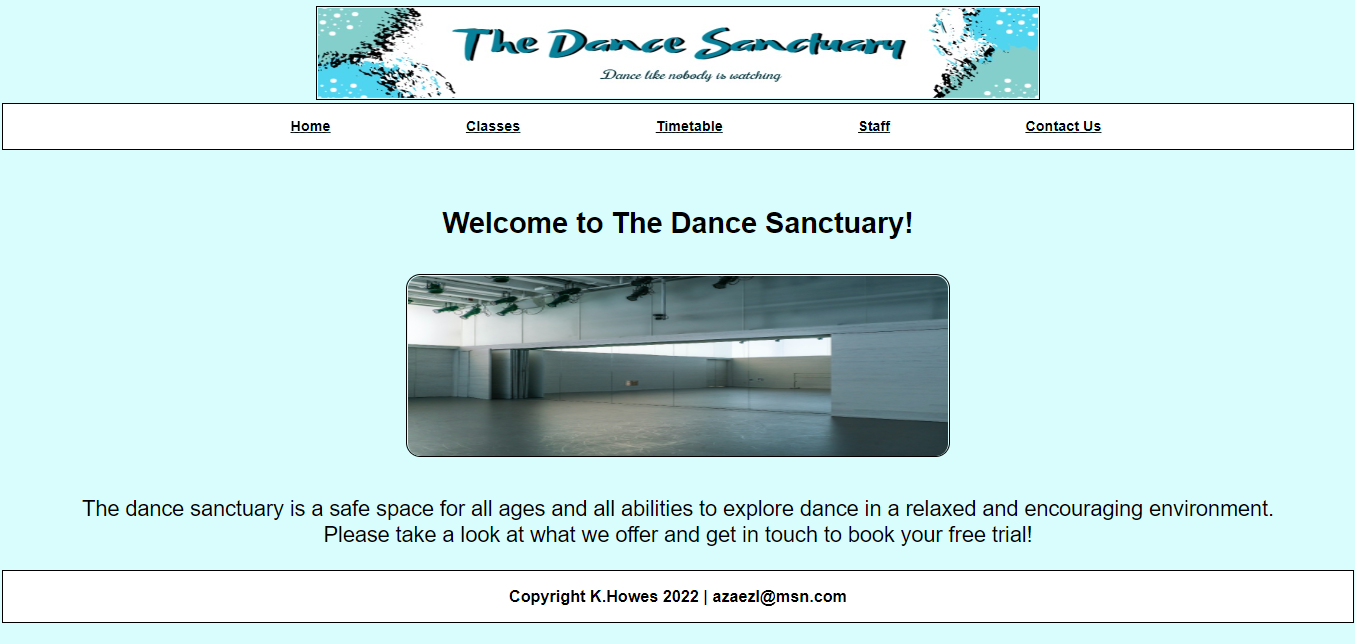 The Dance Sanctuary
Dance like nobody is watching
Home Classes Timetable Staff Contact Us
Welcome to The Dance Sanctuary!
The dance sanctuary is a safe space for all ages and all abilities to explore dance in a relaxed and encouraging environment.
Please take a look at what we offer and get in touch to book your free trial!
Copyright K.Howes 2022 | azaezl@msn.com